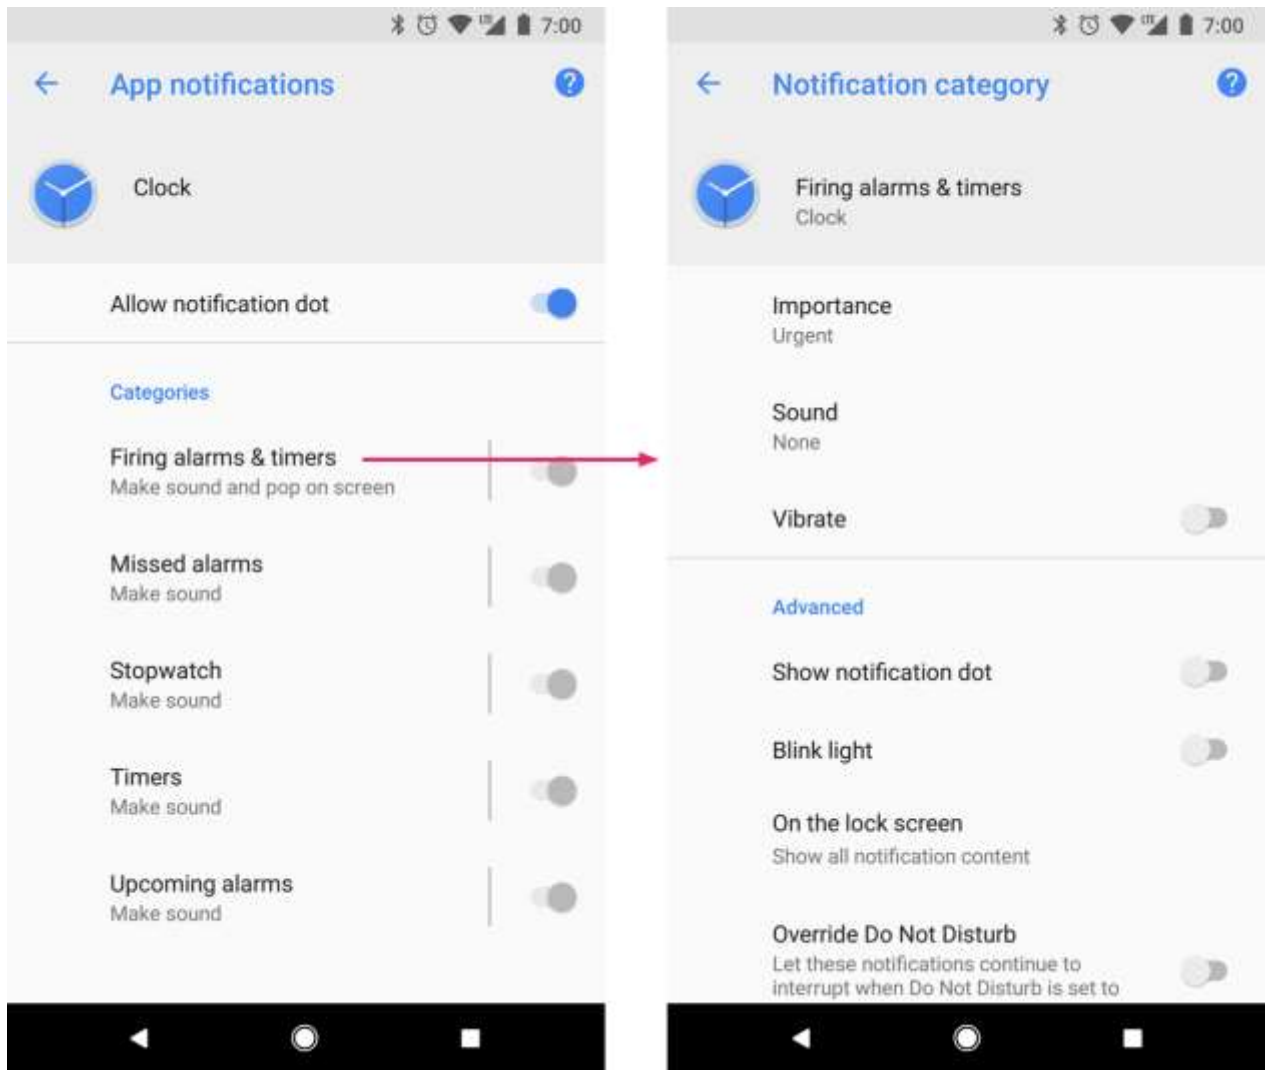 LTE 7:00
App notifications
Clock
Allow notification dot
Categories
Firing alarms & timers
Make sound and pop on screen
Missed alarms
Make sound
Stopwatch
Make sound
Timers
Make sound
Upcoming alarms
Make sound
LTE 7:00
Notification category
Firing alarms & timers
Clock
Importance
Urgent
Sound
None
Vibrate
Advanced
Show notification dot
Blink light
On the lock screen
Show all notification content
Override Do Not Disturb
Let these notifications continue to
interrupt when Do Not Disturb is set to